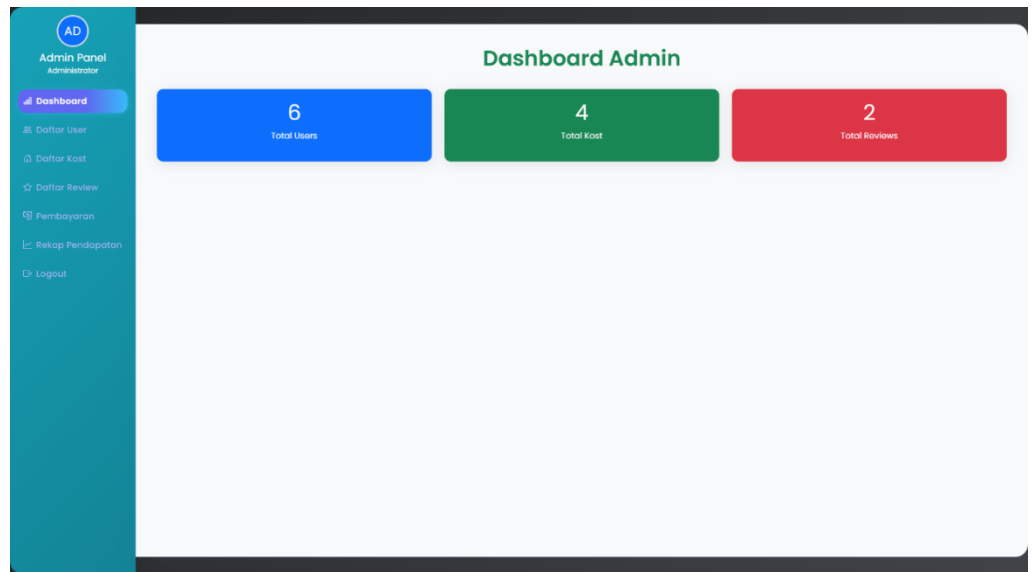 AD
Admin Panel
Administrator
Dashboard
Daftar User
Daftar Kost
Daftar Review
Pembayaran
Rekap Pendapatan
Logout
Dashboard Admin
6
Total Users
4
Total Kost
2
Total Reviews